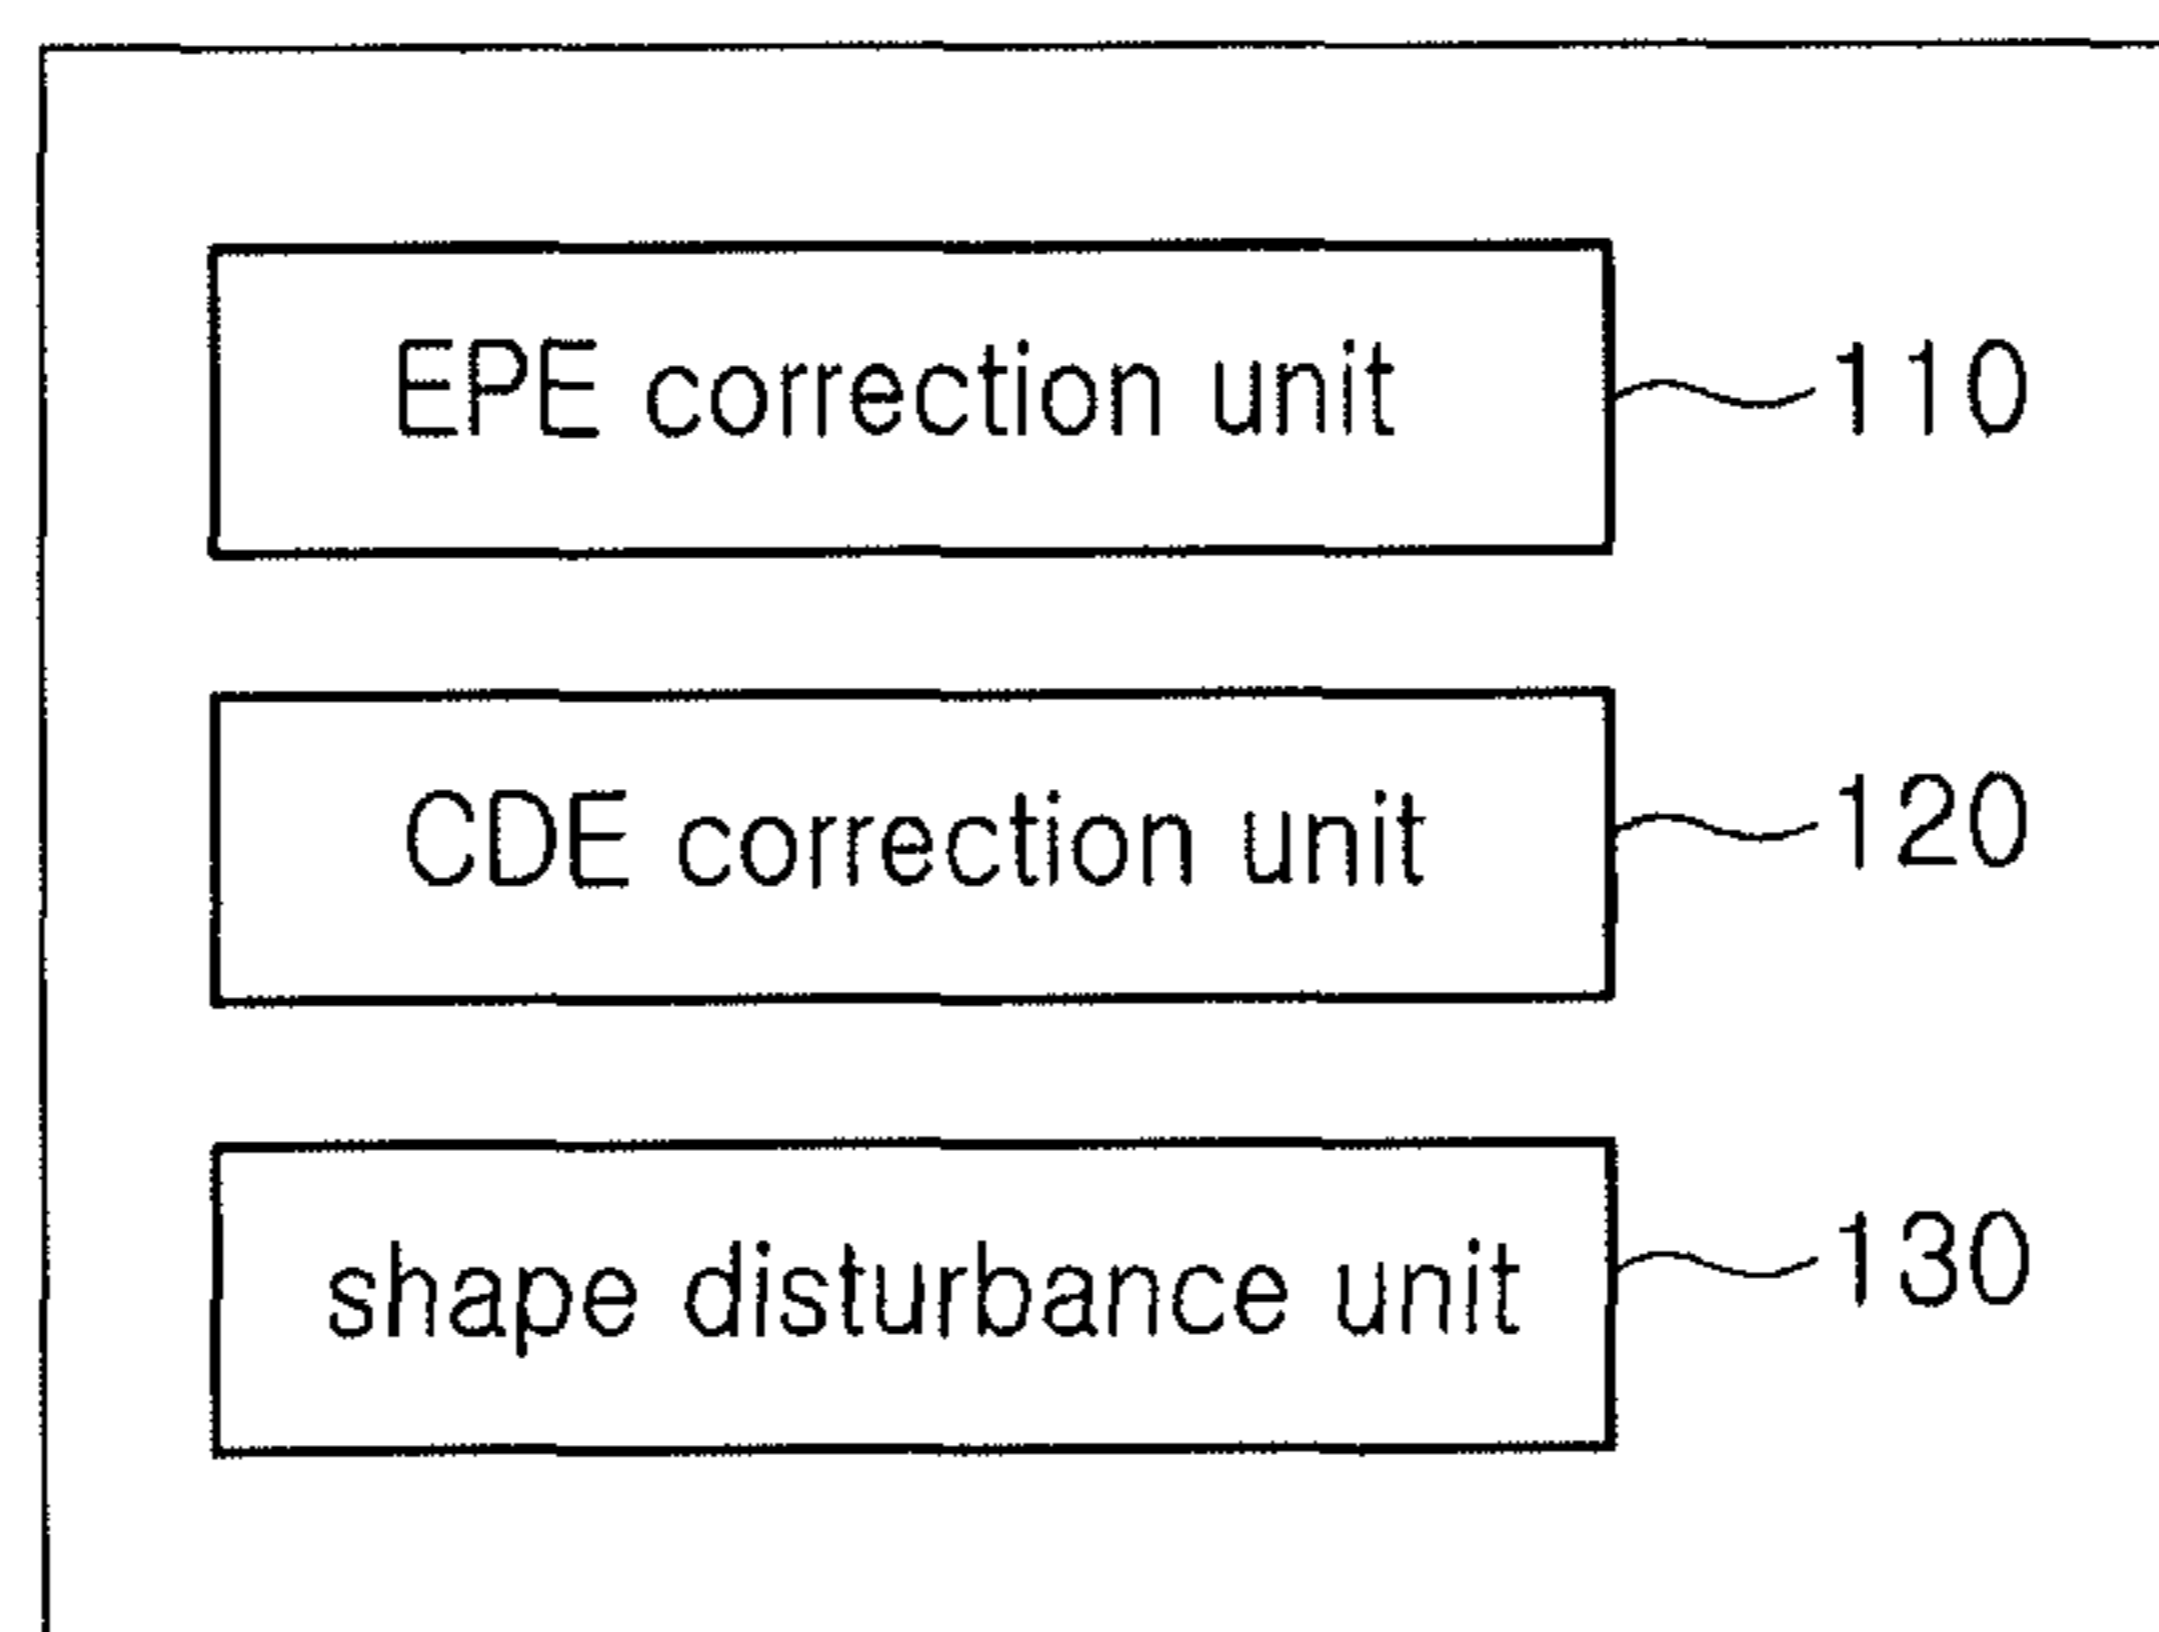 EPE correction unit 110
CDE correction unit 120
shape disturbance unit 130